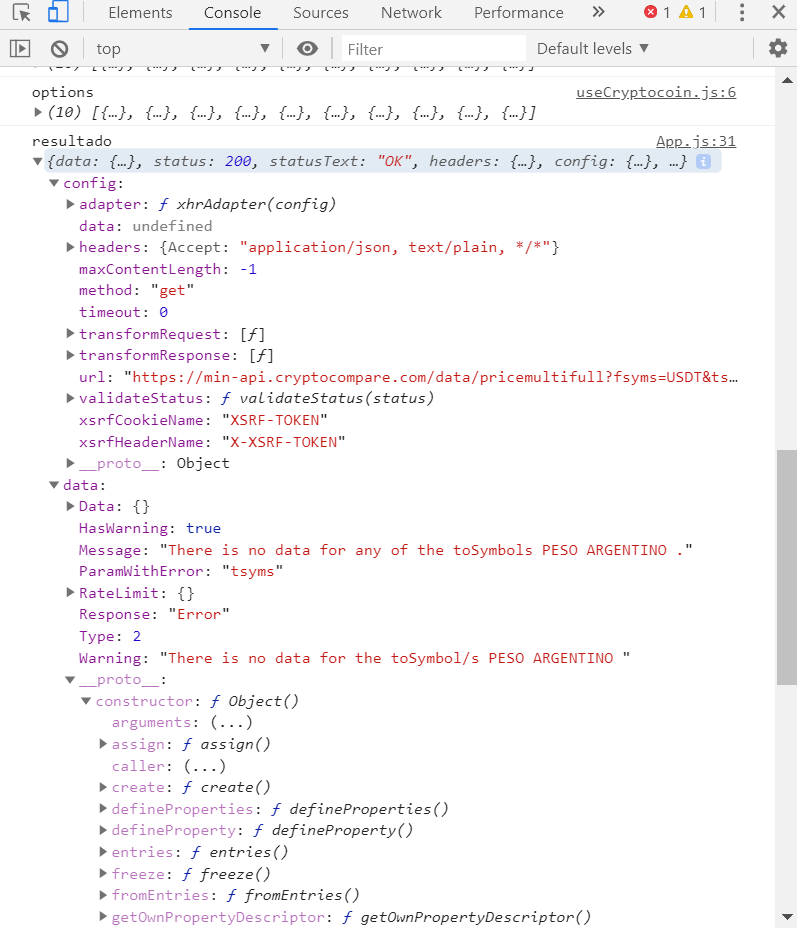 Elements Console Sources Network Performance » 1 1
top Filter Default levels
(10) [{…}, {…}, {…}, {…}, {…}, {…}, {…}, {…}, {…}, {…}]
options useCryptocoin.js:6
(10) [{…}, {…}, {…}, {…}, {…}, {…}, {…}, {…}, {…}, {…}]
resultado App.js:31
{data: {…}, status: 200, statusText: "OK", headers: {…}, config: {…}, …} i
config:
adapter: ƒ xhrAdapter(config)
data: undefined
headers: {Accept: "application/json, text/plain, */*"}
maxContentLength: -1
method: "get"
timeout: 0
transformRequest: [ƒ]
transformResponse: [ƒ]
url: "https://min-api.cryptocompare.com/data/pricemultifull?fsyms=USDT&ts…
validateStatus: ƒ validateStatus(status)
xsrfCookieName: "XSRF-TOKEN"
xsrfHeaderName: "X-XSRF-TOKEN"
__proto__: Object
data:
Data: {}
HasWarning: true
Message: "There is no data for any of the toSymbols PESO ARGENTINO ."
ParamWithError: "tsyms"
RateLimit: {}
Response: "Error"
Type: 2
Warning: "There is no data for the toSymbol/s PESO ARGENTINO "
__proto__:
constructor: ƒ Object()
arguments: (...)
assign: ƒ assign()
caller: (...)
create: ƒ create()
defineProperties: ƒ defineProperties()
defineProperty: ƒ defineProperty()
entries: ƒ entries()
freeze: ƒ freeze()
fromEntries: ƒ fromEntries()
getOwnPropertyDescriptor: ƒ getOwnPropertyDescriptor()